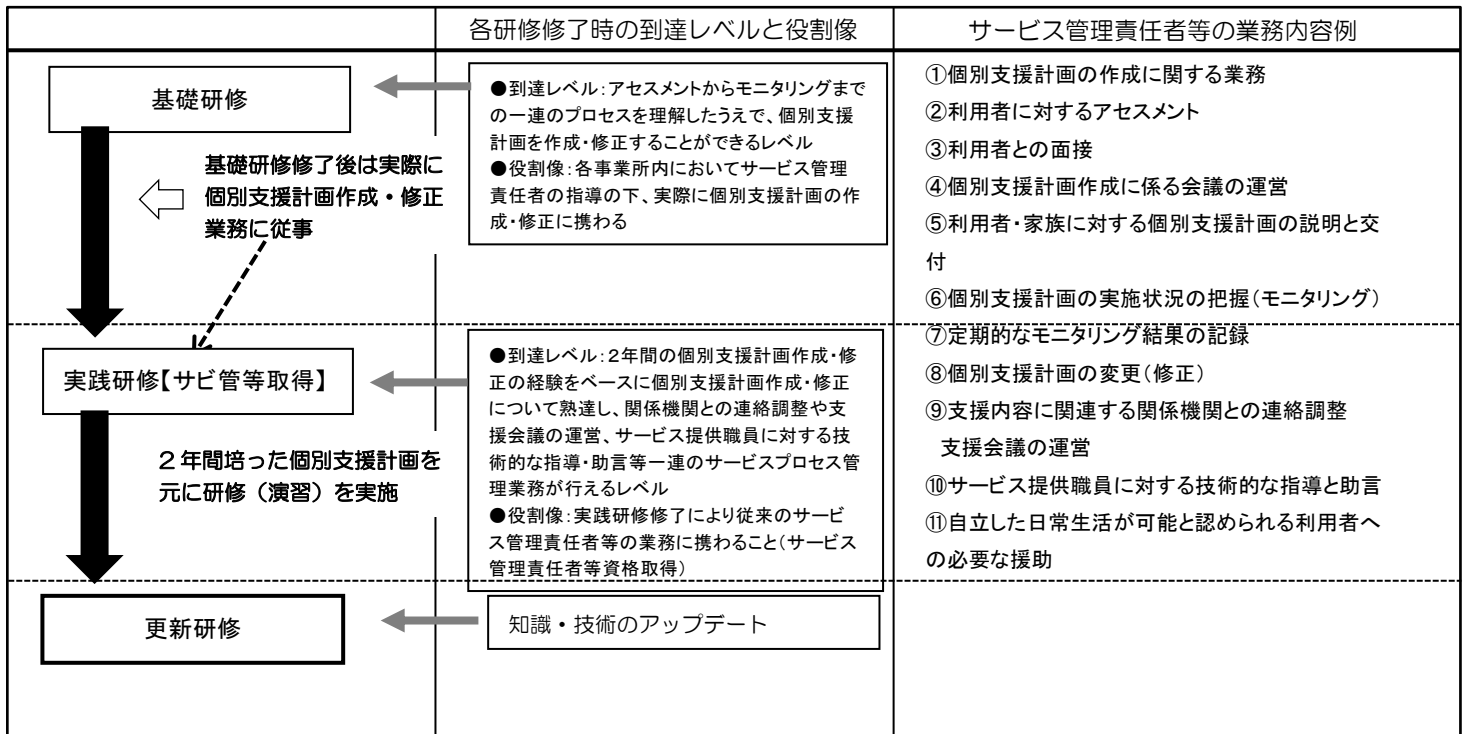 各研修修了時の到達レベルと役割像
サービス管理責任者等の業務内容例
基礎研修
基礎研修修了後は実際に
個別支援計画作成・修正
業務に従事
実践研修【サビ管等取得】
2年間培った個別支援計画を
元に研修（演習）を実施
更新研修
●到達レベル：アセスメントからモニタリングまで
の一連のプロセスを理解したうえで、個別支援
計画を作成・修正することができるレベル
●役割像：各事業所内においてサービス管理
責任者の指導の下、実際に個別支援計画の作
成・修正に携わる
●到達レベル：2年間の個別支援計画作成・修
正の経験をベースに個別支援計画作成・修正
について熟達し、関係機関との連絡調整や支
援会議の運営、サービス提供職員に対する技
術的な指導・助言等一連のサービスプロセス管
理業務が行えるレベル
●役割像：実践研修修了により従来のサービ
ス管理責任者等の業務に携わること（サービス
管理責任者等資格取得）
知識・技術のアップデート
①個別支援計画の作成に関する業務
②利用者に対するアセスメント
③利用者との面接
④個別支援計画作成に係る会議の運営
⑤利用者・家族に対する個別支援計画の説明と交
付
⑥個別支援計画の実施状況の把握（モニタリング）
⑦定期的なモニタリング結果の記録
⑧個別支援計画の変更（修正）
⑨支援内容に関連する関係機関との連絡調整
支援会議の運営
⑩サービス提供職員に対する技術的な指導と助言
⑪自立した日常生活が可能と認められる利用者へ
の必要な援助